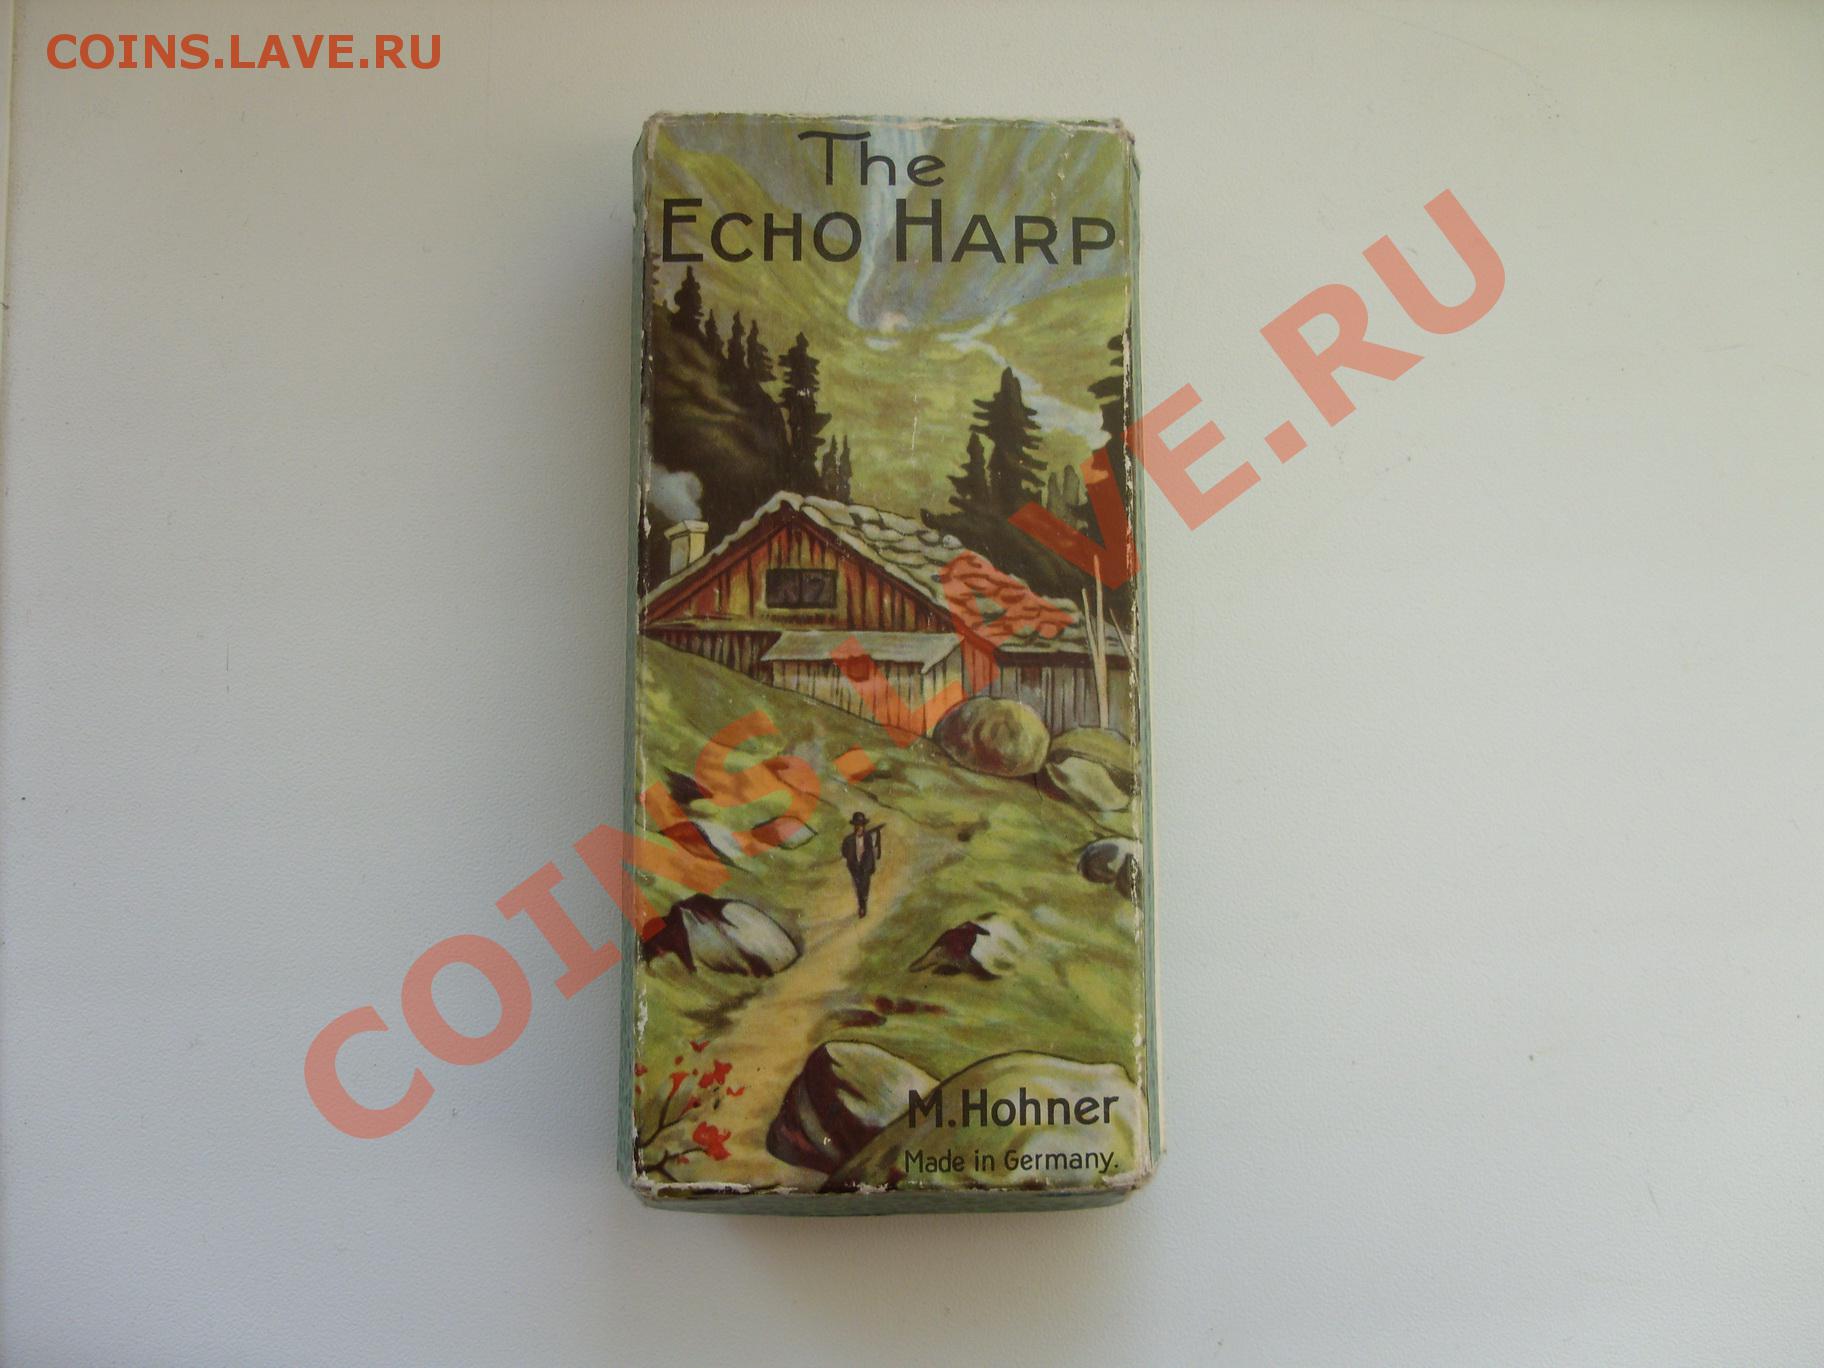 COINS.LAVE.RU
The
ECHO HARP
COINS.LAVE.RU
M.Hohner
Made in Germany.